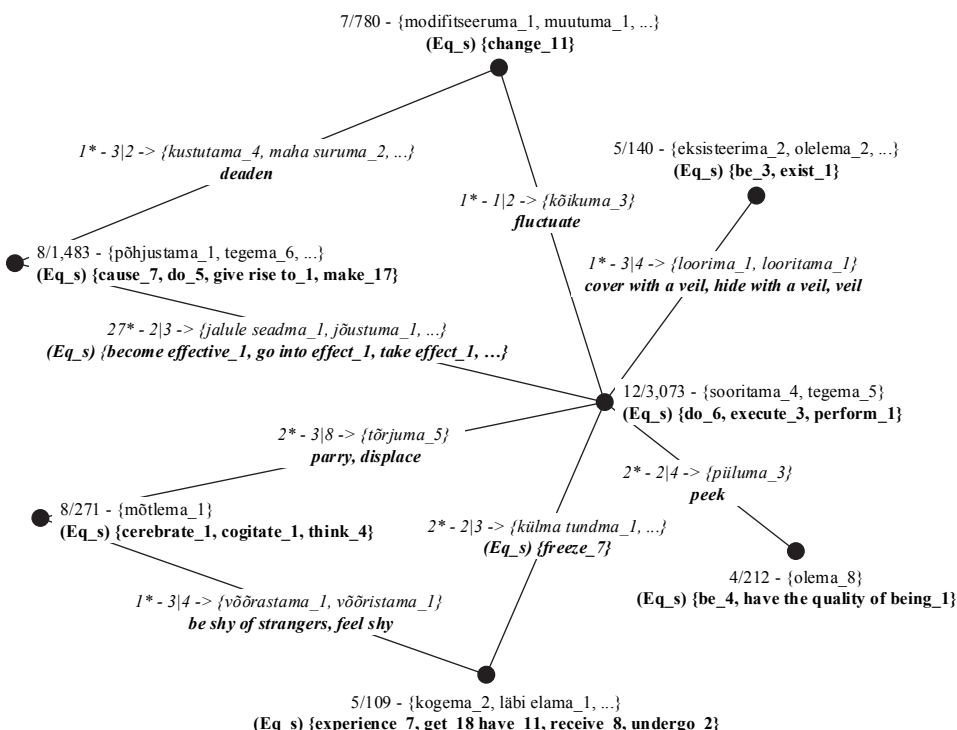 7/780 - {modifitseeruma_1, muutuma_1, ...}
(Eq_s) {change_11}
1* - 3|2 -> {kustutama_4, maha suruma_2, ...}
deaden
5/140 - {eksisteerima_2, olelema_2, ...}
(Eq_s) {be_3, exist_1}
1* - 1|2 -> {kõikuma_3}
fluctuate
8/1,483 - {põhjustama_1, tegema_6, ...}
(Eq_s) {cause_7, do_5, give rise to_1, make_17}
1* - 3|4 -> {loorima_1, looritama_1}
cover with a veil, hide with a veil, veil
27* - 2|3 -> {jalule seadma_1, jõustuma_1, ...}
(Eq_s) {become effective_1, go into effect_1, take effect_1, ...}
12/3,073 - {sooritama_4, tegema_5}
(Eq_s) {do_6, execute_3, perform_1}
2* - 3|8 -> {tõrjuma_5}
parry, displace
2* - 2|4 -> {piiluma_3}
peek
8/271 - {mõtlema_1}
(Eq_s) {cerebrate_1, cogitate_1, think_4}
2* - 2|3 -> {külma tundma_1, ...}
(Eq_s) {freeze_7}
4/212 - {olema_8}
(Eq_s) {be_4, have the quality of being_1}
1* - 3|4 -> {võõrastama_1, võõristama_1}
be shy of strangers, feel shy
5/109 - {kogema_2, läbi elama_1, ...}
(Eq_s) {experience_7, get_18 have_11, receive_8, undergo_2}